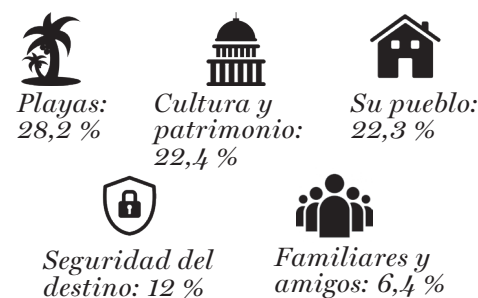 Playas:
28,2 %
Cultura y
patrimonio:
22,4 %
Su pueblo:
22,3 %
Seguridad del
destino: 12 %
Familiares y
amigos: 6,4 %